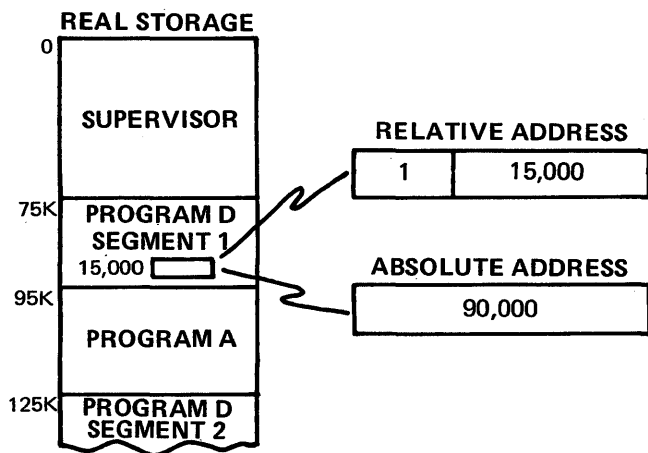 REAL STORAGE
0
SUPERVISOR
75K
PROGRAM D
SEGMENT 1
15,000
95K
PROGRAM A
125K
PROGRAM D
SEGMENT 2
RELATIVE ADDRESS
1 15,000
ABSOLUTE ADDRESS
90,000